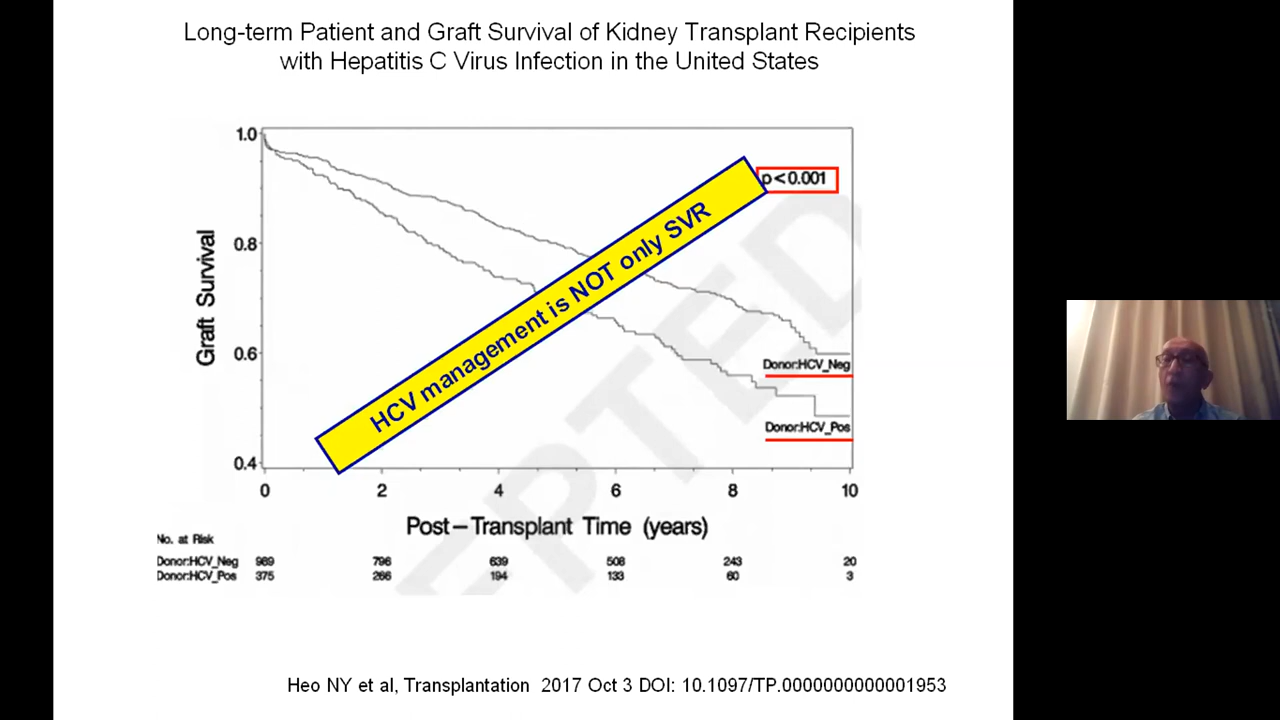 Long-term Patient and Graft Survival of Kidney Transplant Recipients
with Hepatitis C Virus Infection in the United States
1.0
0.8
0.6
0.4
Graft Survival
p<0.001
HCV management is NOT only SVR
Donor:HCV_Neg
Donor:HCV_Pos
0 2 4 6 8 10
Post-Transplant Time (years)
No. at Risk
Donor:HCV_Neg 989 796 639 508 243 20
Donor:HCV_Pos 375 266 194 133 60 3
Heo NY et al, Transplantation 2017 Oct 3 DOI: 10.1097/TP.0000000000001953